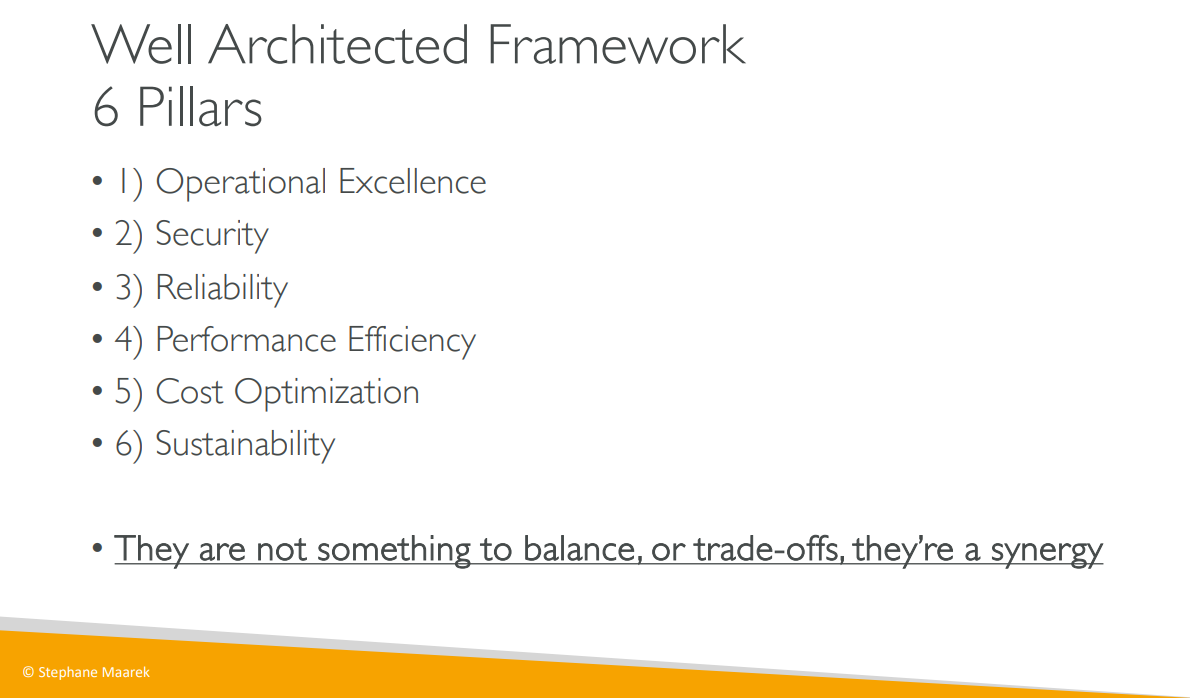 Well Architected Framework
6 Pillars
• 1) Operational Excellence
• 2) Security
• 3) Reliability
• 4) Performance Efficiency
• 5) Cost Optimization
• 6) Sustainability
• They are not something to balance, or trade-offs, they’re a synergy
© Stephane Maarek